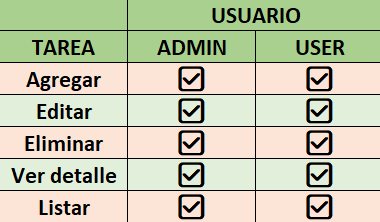 USUARIO
TAREA ADMIN USER
Agregar
Editar
Eliminar
Ver detalle
Listar